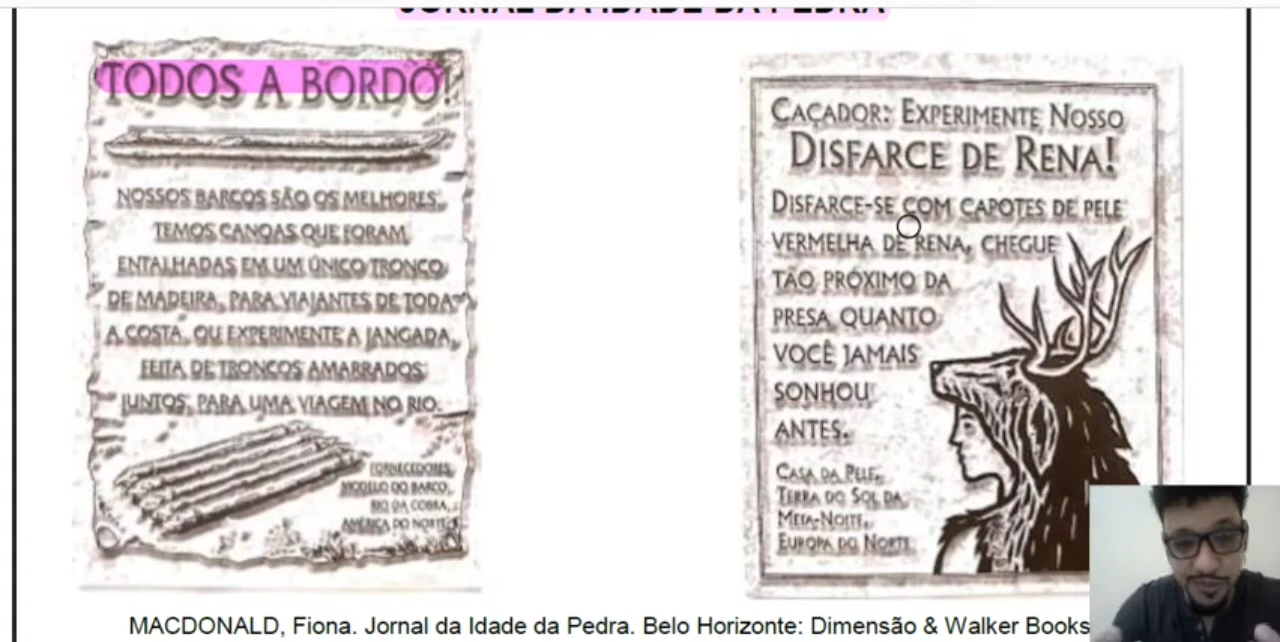 JORNAL DA IDADE DA PEDRA
TODOS A BORDO!
NOSSOS BARCOS SÃO OS MELHORES.
TEMOS CANOAS QUE FORAM
ENTALHADAS EM UM ÚNICO TRONCO
DE MADEIRA, PARA VIAJANTES DE TODA
A COSTA. OU EXPERIMENTE A JANGADA,
FEITA DE TRONCOS AMARRADOS
JUNTOS, PARA UMA VIAGEM NO RIO.
FORNECEDORES
MODELO DO BARCO,
RIO DA COBRA,
AMÉRICA DO NORTE.
CAÇADOR: EXPERIMENTE NOSSO
DISFARCE DE RENA!
DISFARCE-SE COM CAPOTES DE PELE
VERMELHA DE RENA, CHEGUE
TÃO PRÓXIMO DA
PRESA QUANTO
VOCÊ JAMAIS
SONHOU
ANTES.
CASA DA PELE,
TERRA DO SOL DA
MEIA-NOITE,
EUROPA DO NORTE
MACDONALD, Fiona. Jornal da Idade da Pedra. Belo Horizonte: Dimensão & Walker Books